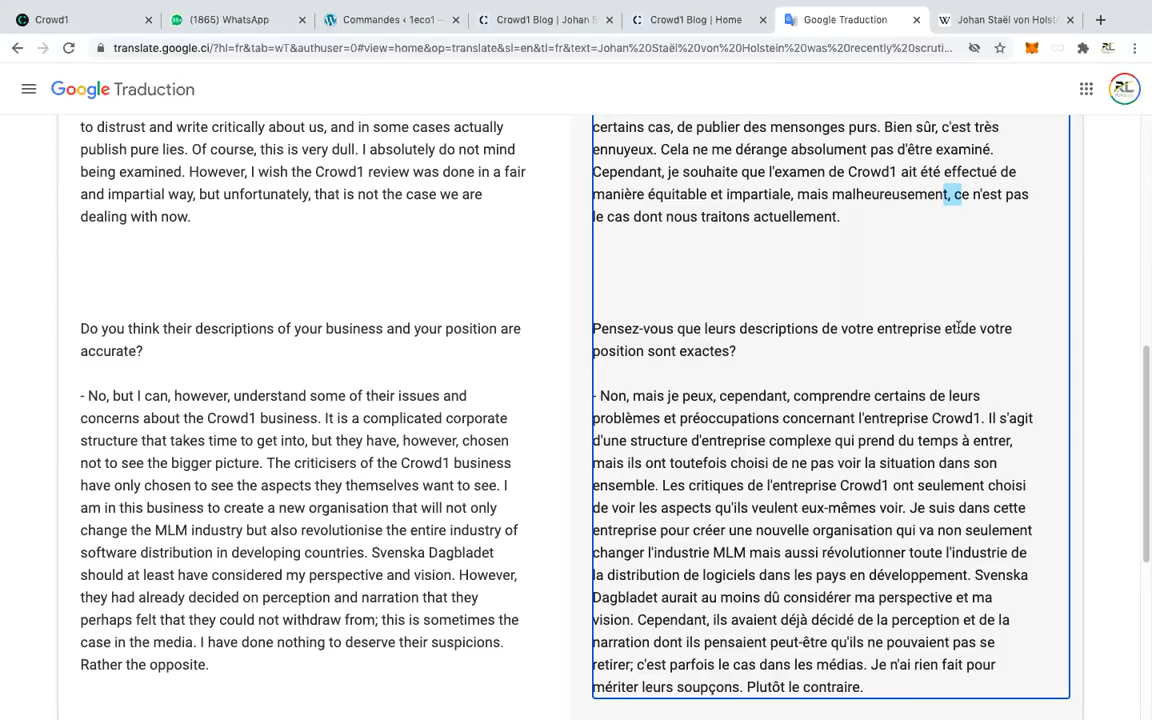 Crowd1
(1865) WhatsApp
Commandes ‹ 1eco1 –
Crowd1 Blog | Johan S
Crowd1 Blog | Home
Google Traduction
Johan Staël von Holst
translate.google.ci/?hl=fr&tab=wT&authuser=0#view=home&op=translate&sl=en&tl=fr&text=Johan%20Staël%20von%20Holstein%20was%20recently%20scruti...
Google Traduction
RL
to distrust and write critically about us, and in some cases actually
publish pure lies. Of course, this is very dull. I absolutely do not mind
being examined. However, I wish the Crowd1 review was done in a fair
and impartial way, but unfortunately, that is not the case we are
dealing with now.
Do you think their descriptions of your business and your position are
accurate?
- No, but I can, however, understand some of their issues and
concerns about the Crowd1 business. It is a complicated corporate
structure that takes time to get into, but they have, however, chosen
not to see the bigger picture. The criticisers of the Crowd1 business
have only chosen to see the aspects they themselves want to see. I
am in this business to create a new organisation that will not only
change the MLM industry but also revolutionise the entire industry of
software distribution in developing countries. Svenska Dagbladet
should at least have considered my perspective and vision. However,
they had already decided on perception and narration that they
perhaps felt that they could not withdraw from; this is sometimes the
case in the media. I have done nothing to deserve their suspicions.
Rather the opposite.
certains cas, de publier des mensonges purs. Bien sûr, c'est très
ennuyeux. Cela ne me dérange absolument pas d'être examiné.
Cependant, je souhaite que l'examen de Crowd1 ait été effectué de
manière équitable et impartiale, mais malheureusement, ce n'est pas
le cas dont nous traitons actuellement.
Pensez-vous que leurs descriptions de votre entreprise et de votre
position sont exactes?
- Non, mais je peux, cependant, comprendre certains de leurs
problèmes et préoccupations concernant l'entreprise Crowd1. Il s'agit
d'une structure d'entreprise complexe qui prend du temps à entrer,
mais ils ont toutefois choisi de ne pas voir la situation dans son
ensemble. Les critiques de l'entreprise Crowd1 ont seulement choisi
de voir les aspects qu'ils veulent eux-mêmes voir. Je suis dans cette
entreprise pour créer une nouvelle organisation qui va non seulement
changer l'industrie MLM mais aussi révolutionner toute l'industrie de
la distribution de logiciels dans les pays en développement. Svenska
Dagbladet aurait au moins dû considérer ma perspective et ma
vision. Cependant, ils avaient déjà décidé de la perception et de la
narration dont ils pensaient peut-être qu'ils ne pouvaient pas se
retirer; c'est parfois le cas dans les médias. Je n'ai rien fait pour
mériter leurs soupçons. Plutôt le contraire.